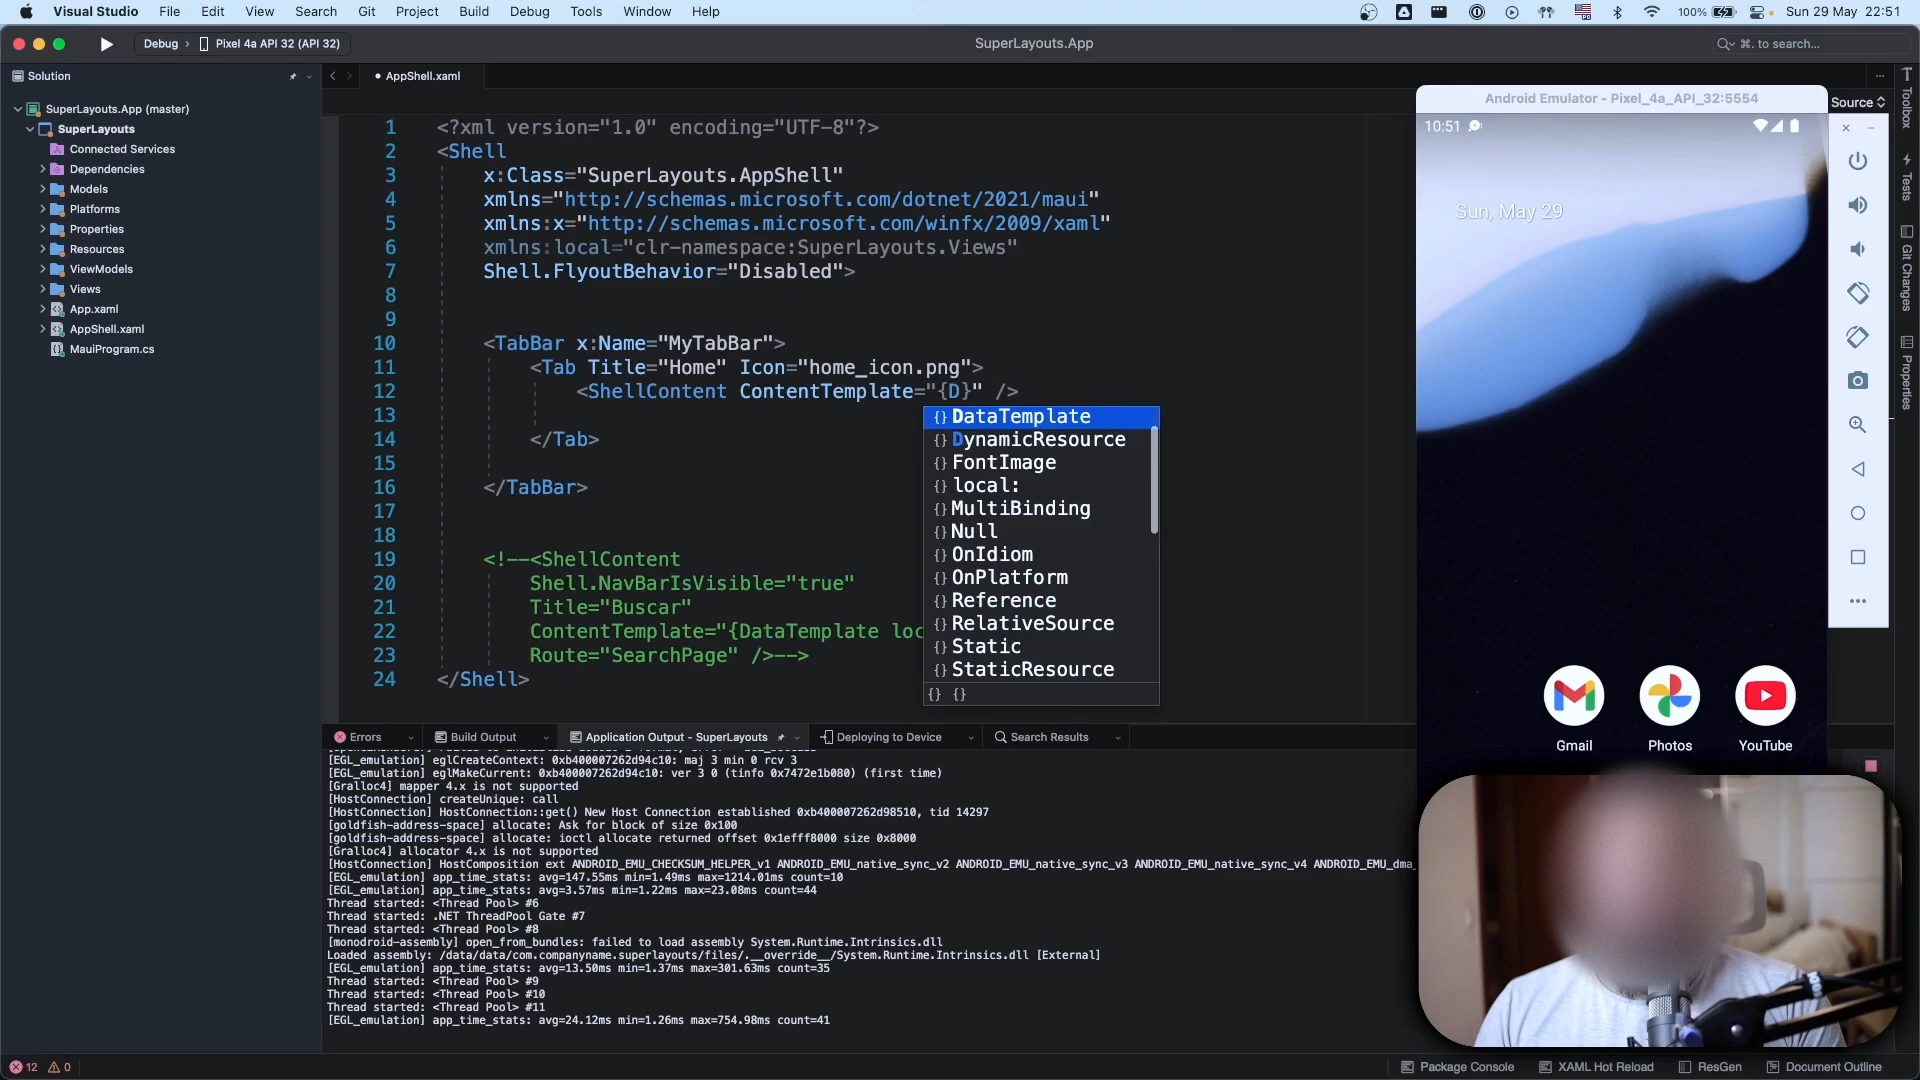 Visual Studio File Edit View Search Git Project Build Debug Tools Window Help 100% Sun 29 May 22:51
Debug › Pixel 4a API 32 (API 32) SuperLayouts.App ⌘. to search...
Solution
AppShell.xaml
SuperLayouts.App (master)
SuperLayouts
Connected Services
Dependencies
Models
Platforms
Properties
Resources
ViewModels
Views
App.xaml
AppShell.xaml
MauiProgram.cs
1 <?xml version="1.0" encoding="UTF-8"?>
2 <Shell
3 x:Class="SuperLayouts.AppShell"
4 xmlns="http://schemas.microsoft.com/dotnet/2021/maui"
5 xmlns:x="http://schemas.microsoft.com/winfx/2009/xaml"
6 xmlns:local="clr-namespace:SuperLayouts.Views"
7 Shell.FlyoutBehavior="Disabled">
8
9
10 <TabBar x:Name="MyTabBar">
11 <Tab Title="Home" Icon="home_icon.png">
12 <ShellContent ContentTemplate="{D}" />
13
14 </Tab>
15
16 </TabBar>
17
18
19 <!--<ShellContent
20 Shell.NavBarIsVisible="true"
21 Title="Buscar"
22 ContentTemplate="{DataTemplate loc
23 Route="SearchPage" />-->
24 </Shell>
{} DataTemplate
{} DynamicResource
{} FontImage
{} local:
{} MultiBinding
{} Null
{} OnIdiom
{} OnPlatform
{} Reference
{} RelativeSource
{} Static
{} StaticResource
{} {}
Android Emulator - Pixel_4a_API_32:5554
Source
10:51
Sun, May 29
Gmail
Photos
YouTube
Toolbox
Tests
Git Changes
Properties
Errors
Build Output
Application Output - SuperLayouts
Deploying to Device
Search Results
[EGL_emulation] eglCreateContext: 0xb400007262d94c10: maj 3 min 0 rcv 3
[EGL_emulation] eglMakeCurrent: 0xb400007262d94c10: ver 3 0 (tinfo 0x7472e1b080) (first time)
[Gralloc4] mapper 4.x is not supported
[HostConnection] createUnique: call
[HostConnection] HostConnection::get() New Host Connection established 0xb400007262d98510, tid 14297
[goldfish-address-space] allocate: Ask for block of size 0x100
[goldfish-address-space] allocate: ioctl allocate returned offset 0x1efff8000 size 0x8000
[Gralloc4] allocator 4.x is not supported
[HostConnection] HostComposition ext ANDROID_EMU_CHECKSUM_HELPER_v1 ANDROID_EMU_native_sync_v2 ANDROID_EMU_native_sync_v3 ANDROID_EMU_native_sync_v4 ANDROID_EMU_dma_
[EGL_emulation] app_time_stats: avg=147.55ms min=1.49ms max=1214.01ms count=10
[EGL_emulation] app_time_stats: avg=3.57ms min=1.22ms max=23.08ms count=44
Thread started: <Thread Pool> #6
Thread started: .NET ThreadPool Gate #7
Thread started: <Thread Pool> #8
[monodroid-assembly] open_from_bundles: failed to load assembly System.Runtime.Intrinsics.dll
Loaded assembly: /data/data/com.companyname.superlayouts/files/.__override__/System.Runtime.Intrinsics.dll [External]
[EGL_emulation] app_time_stats: avg=13.50ms min=1.37ms max=301.63ms count=35
Thread started: <Thread Pool> #9
Thread started: <Thread Pool> #10
Thread started: <Thread Pool> #11
[EGL_emulation] app_time_stats: avg=24.12ms min=1.26ms max=754.98ms count=41
12 0 Package Console XAML Hot Reload ResGen Document Outline